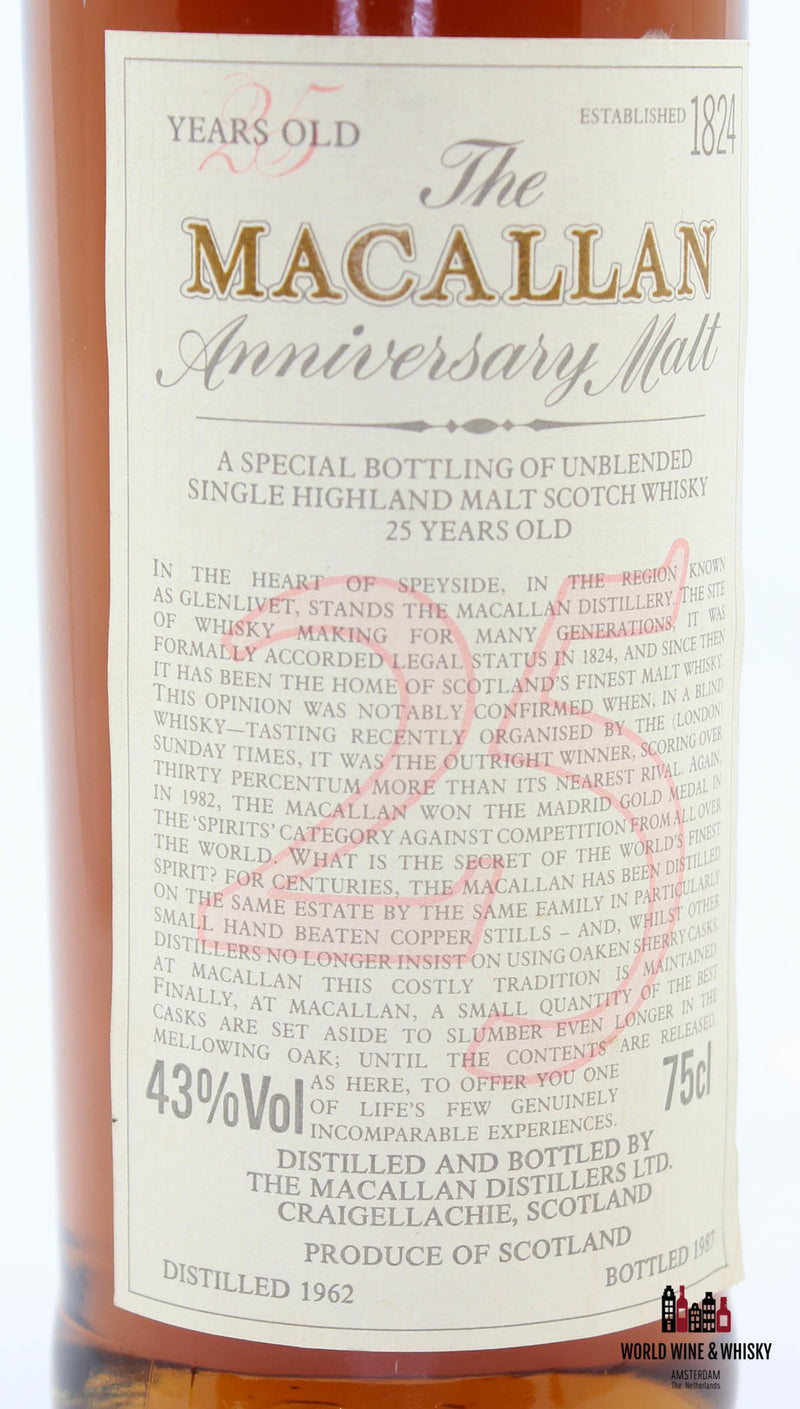 25
YEARS OLD
ESTABLISHED 1824
The
MACALLAN
Anniversary Malt
A SPECIAL BOTTLING OF UNBLENDED
SINGLE HIGHLAND MALT SCOTCH WHISKY
25 YEARS OLD
25
IN THE HEART OF SPEYSIDE, IN THE REGION KNOWN
AS GLENLIVET, STANDS THE MACALLAN DISTILLERY. THE SITE
OF WHISKY MAKING FOR MANY GENERATIONS, IT WAS
FORMALLY ACCORDED LEGAL STATUS IN 1824, AND SINCE THEN
IT HAS BEEN THE HOME OF SCOTLAND'S FINEST MALT WHISKY.
THIS OPINION WAS NOTABLY CONFIRMED WHEN, IN A BLIND
WHISKY—TASTING RECENTLY ORGANISED BY THE (LONDON)
SUNDAY TIMES, IT WAS THE OUTRIGHT WINNER, SCORING OVER
THIRTY PERCENTUM MORE THAN ITS NEAREST RIVAL. AGAIN,
IN 1982, THE MACALLAN WON THE MADRID GOLD MEDAL IN
THE 'SPIRITS' CATEGORY AGAINST COMPETITION FROM ALL OVER
THE WORLD. WHAT IS THE SECRET OF THE WORLD'S FINEST
SPIRIT? FOR CENTURIES, THE MACALLAN HAS BEEN DISTILLED
ON THE SAME ESTATE BY THE SAME FAMILY IN PARTICULARLY
SMALL HAND BEATEN COPPER STILLS – AND, WHILST OTHER
DISTILLERS NO LONGER INSIST ON USING OAKEN SHERRY CASKS,
AT MACALLAN THIS COSTLY TRADITION IS MAINTAINED.
FINALLY, AT MACALLAN, A SMALL QUANTITY OF THE BEST
CASKS ARE SET ASIDE TO SLUMBER EVEN LONGER IN THE
MELLOWING OAK; UNTIL THE CONTENTS ARE RELEASED,
AS HERE, TO OFFER YOU ONE
OF LIFE'S FEW GENUINELY
INCOMPARABLE EXPERIENCES.
43%Vol
75cl
DISTILLED AND BOTTLED BY
THE MACALLAN DISTILLERS LTD.
CRAIGELLACHIE, SCOTLAND
PRODUCE OF SCOTLAND
DISTILLED 1962
BOTTLED 1987
WORLD WINE & WHISKY
AMSTERDAM
The Netherlands